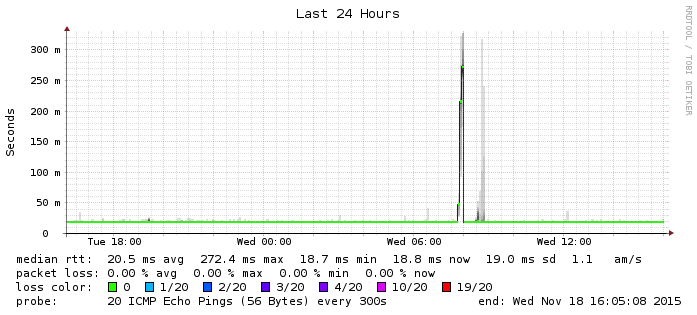 Last 24 Hours
RRDTOOL / TOBI OETIKER
Seconds
300 m
250 m
200 m
150 m
100 m
50 m
0
Tue 18:00 Wed 00:00 Wed 06:00 Wed 12:00
median rtt: 20.5 ms avg 272.4 ms max 18.7 ms min 18.8 ms now 19.0 ms sd 1.1 am/s
packet loss: 0.00 % avg 0.00 % max 0.00 % min 0.00 % now
loss color: 0 1/20 2/20 3/20 4/20 10/20 19/20
probe: 20 ICMP Echo Pings (56 Bytes) every 300s end: Wed Nov 18 16:05:08 2015